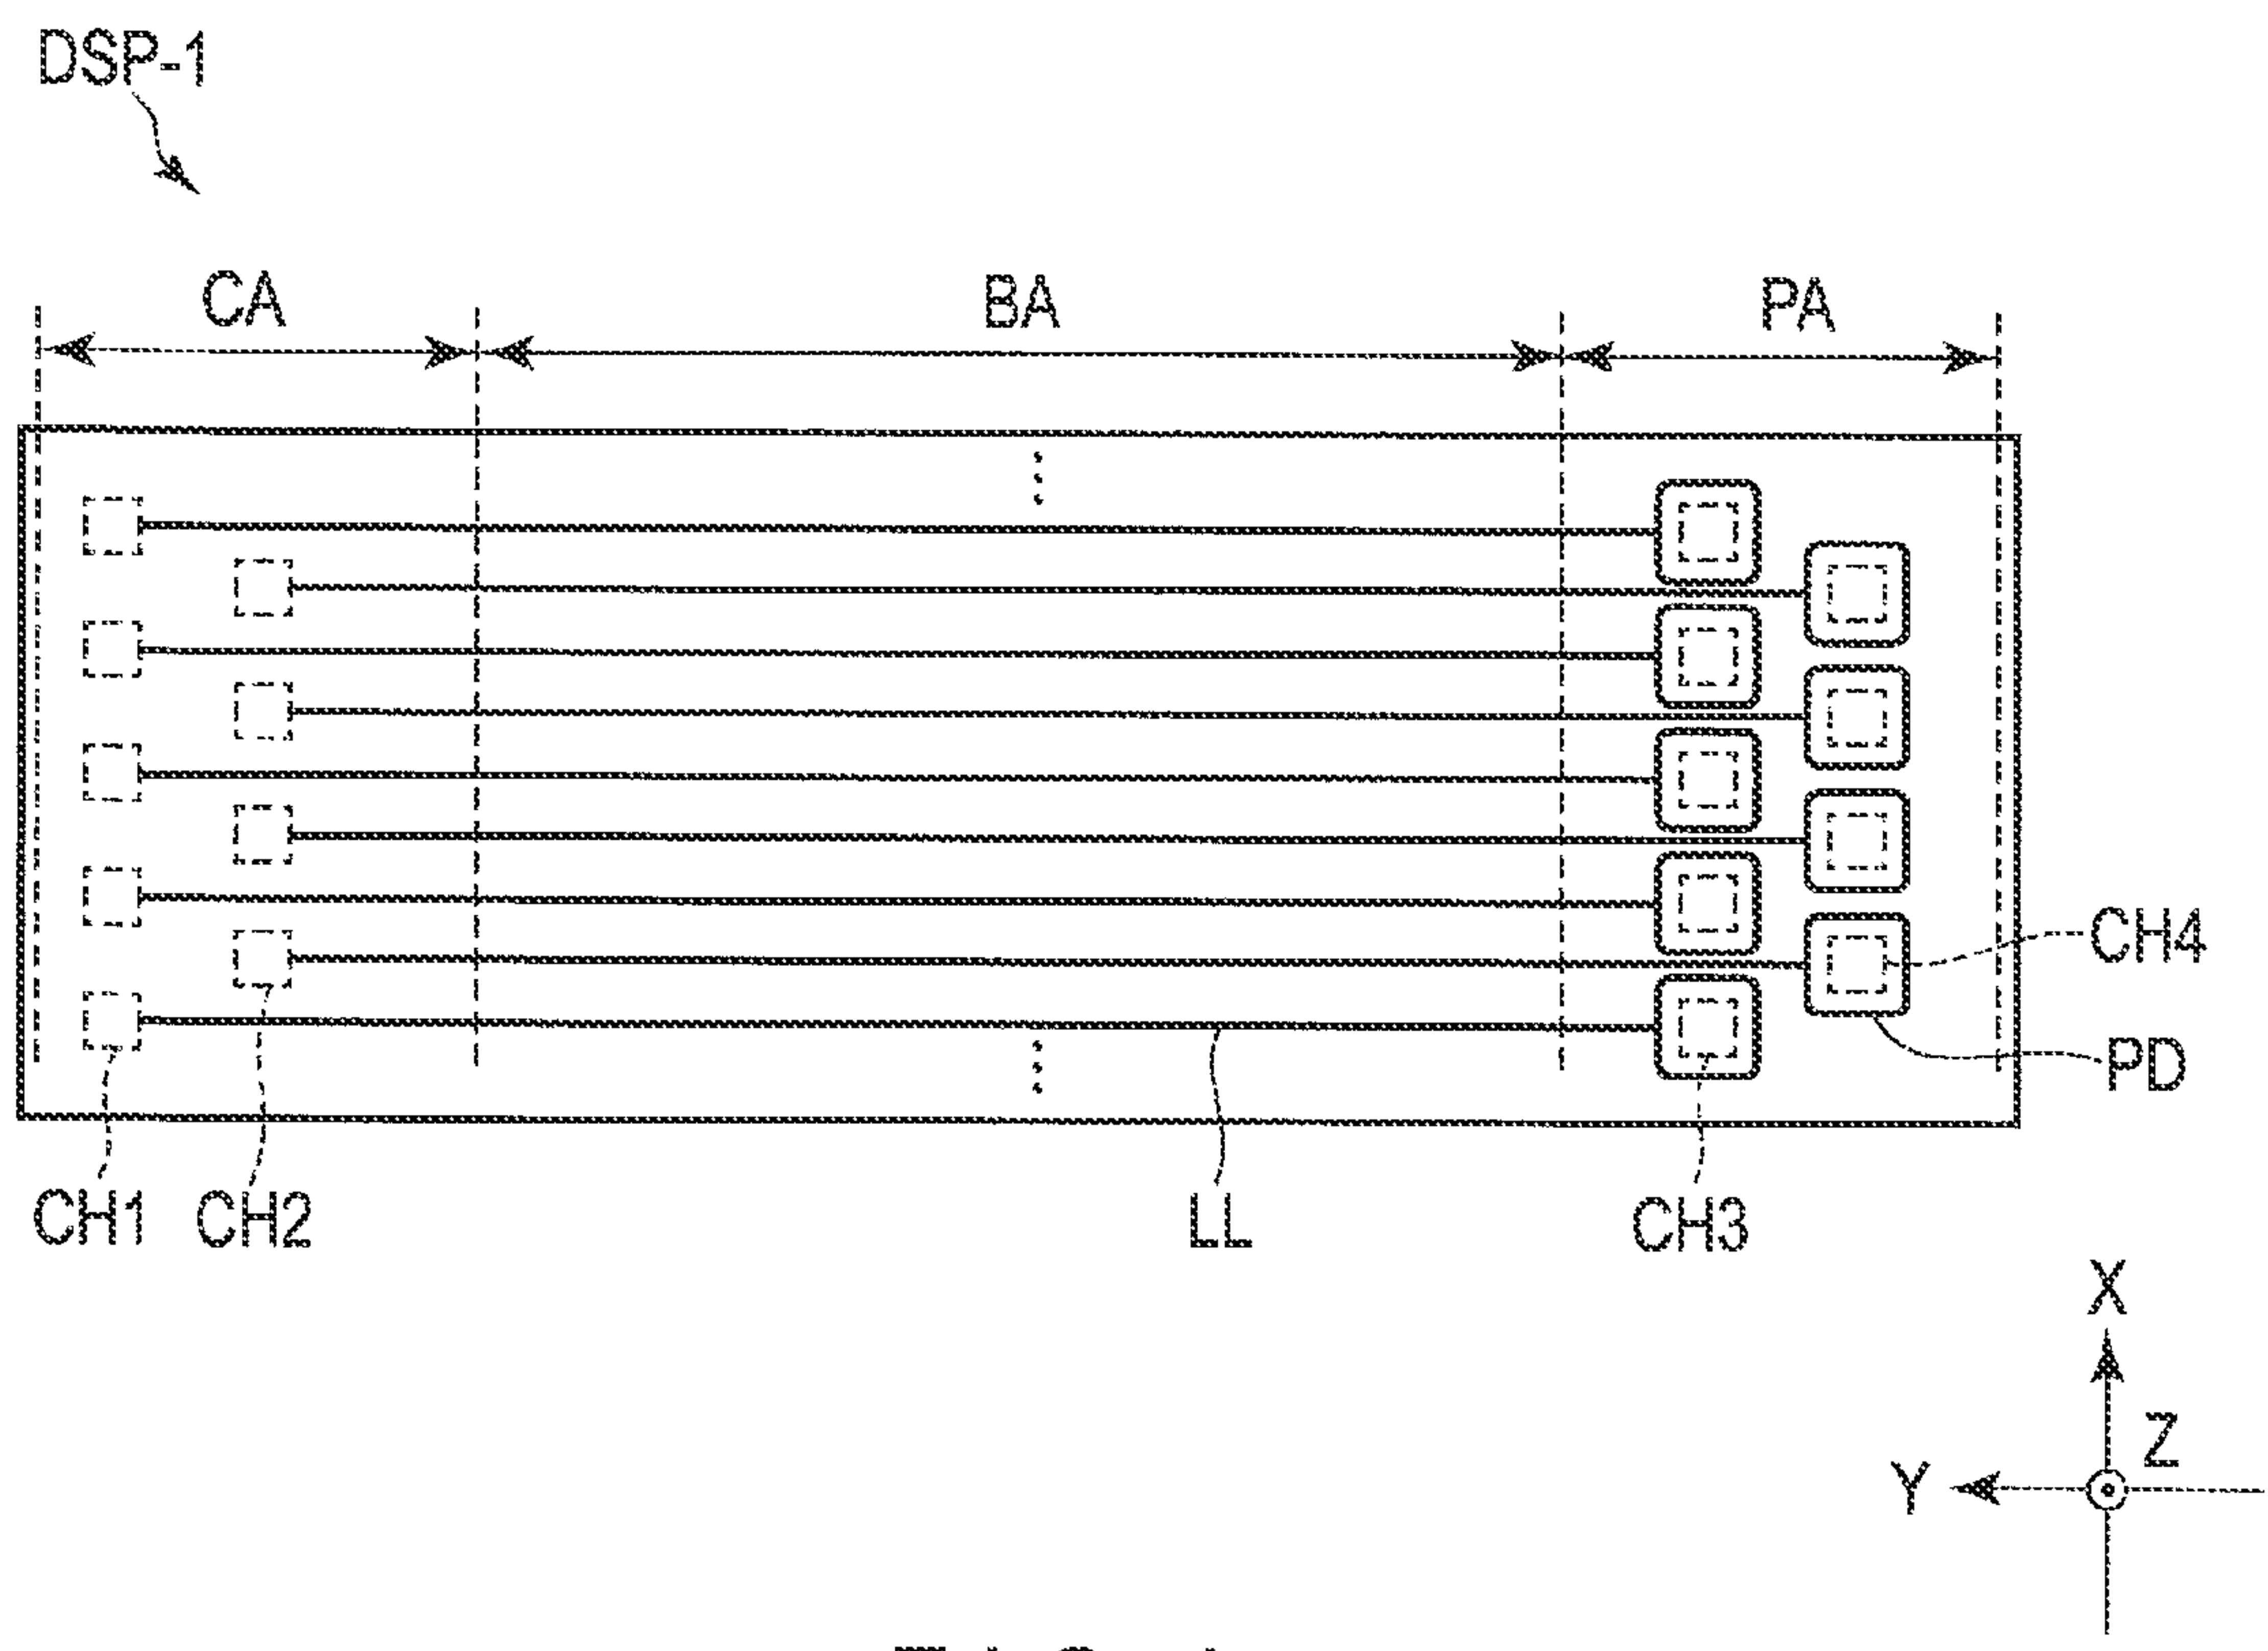 DSP-1
CA BA PA
CH4
PD
CH1 CH2 LL CH3
X
Z
Y